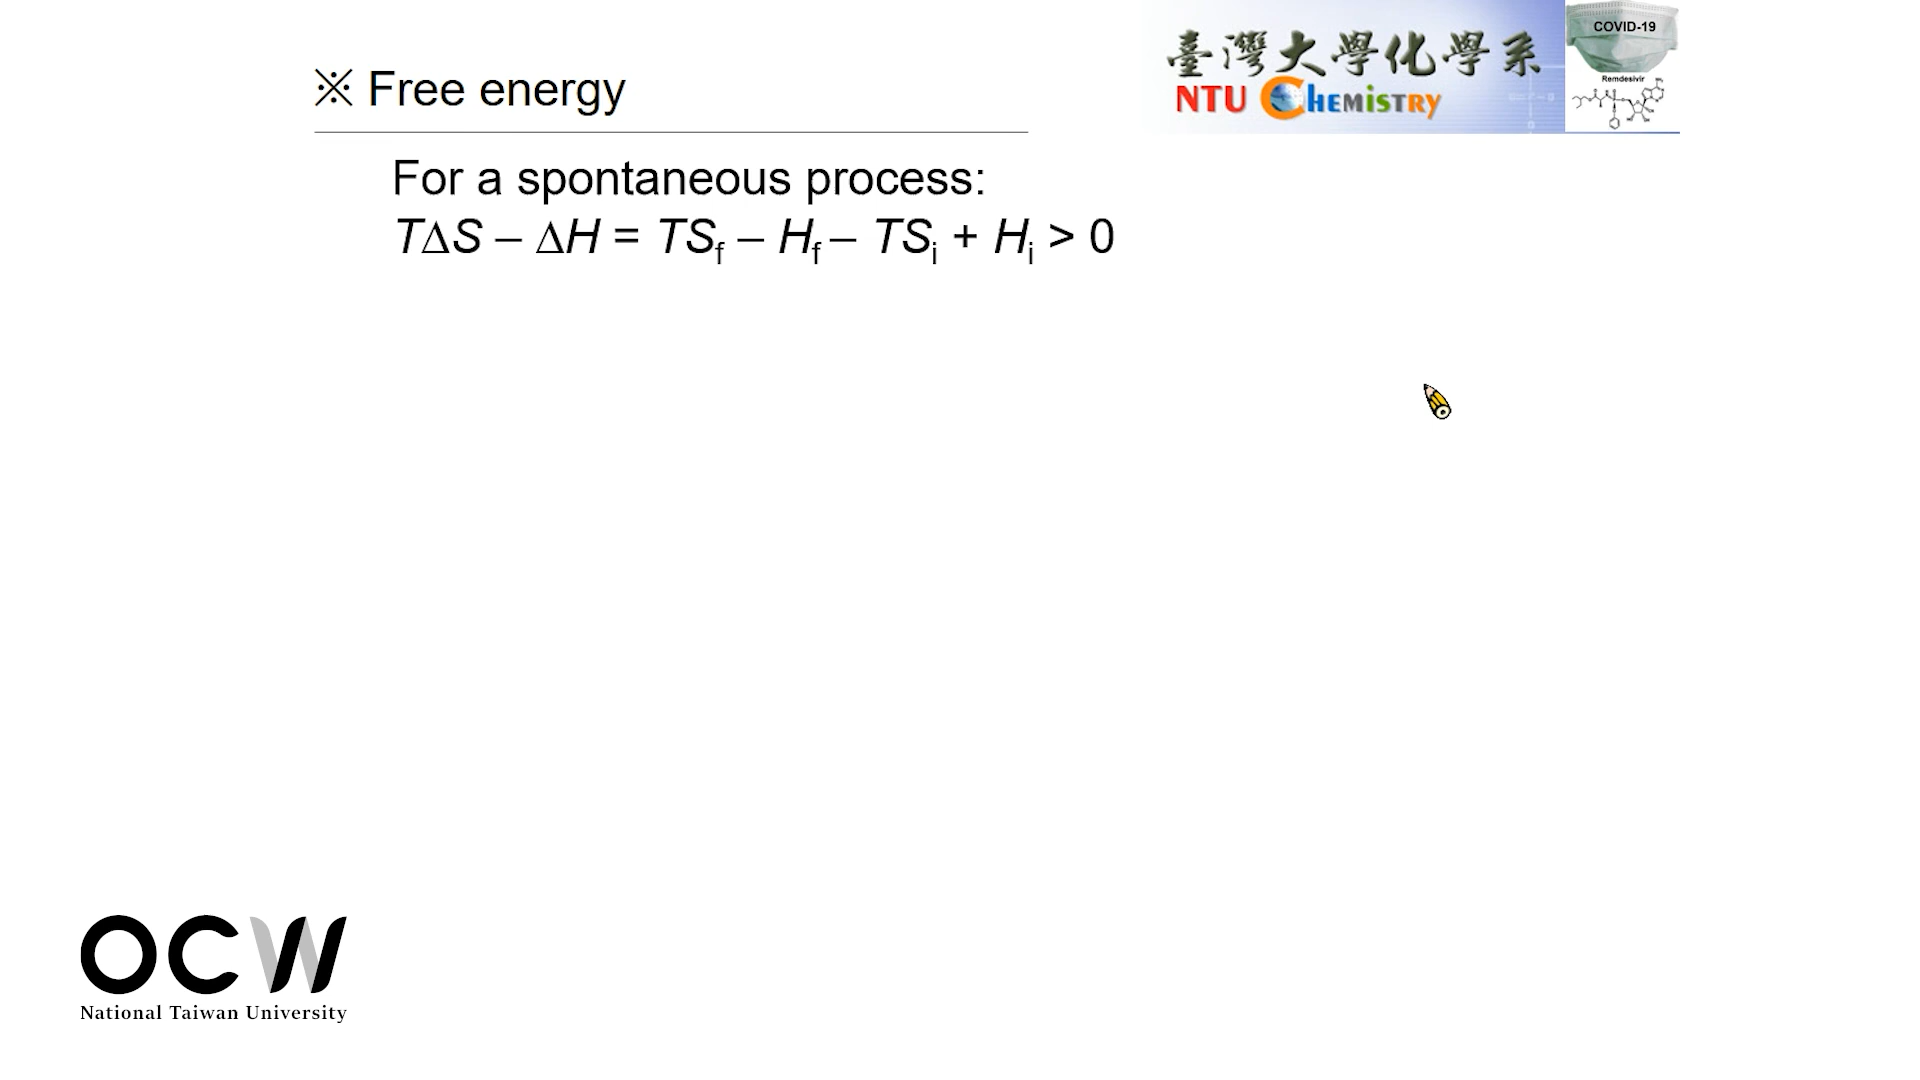 ※ Free energy
臺灣大學化學系
NTU CHEMISTRY
COVID-19
Remdesivir
For a spontaneous process:
TΔS – ΔH = TSf – Hf – TSi + Hi > 0
OCW
National Taiwan University